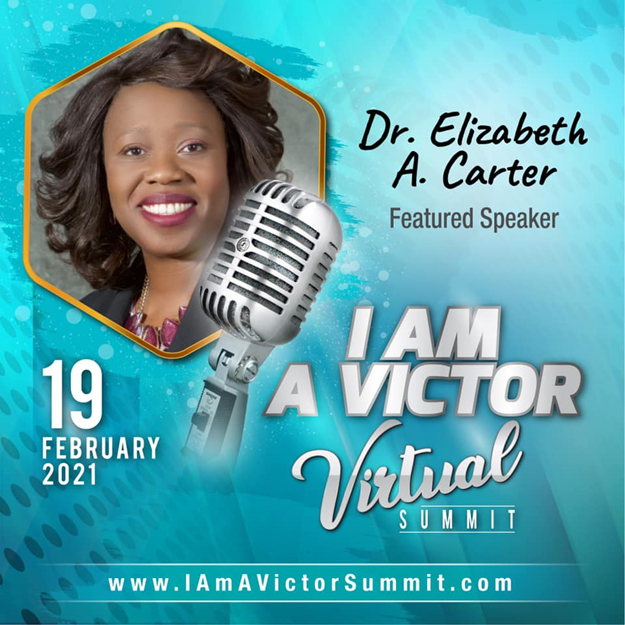 Dr. Elizabeth
A. Carter
Featured Speaker
I AM
A VICTOR
Virtual
SUMMIT
19
FEBRUARY
2021
www.IAmAVictorSummit.com